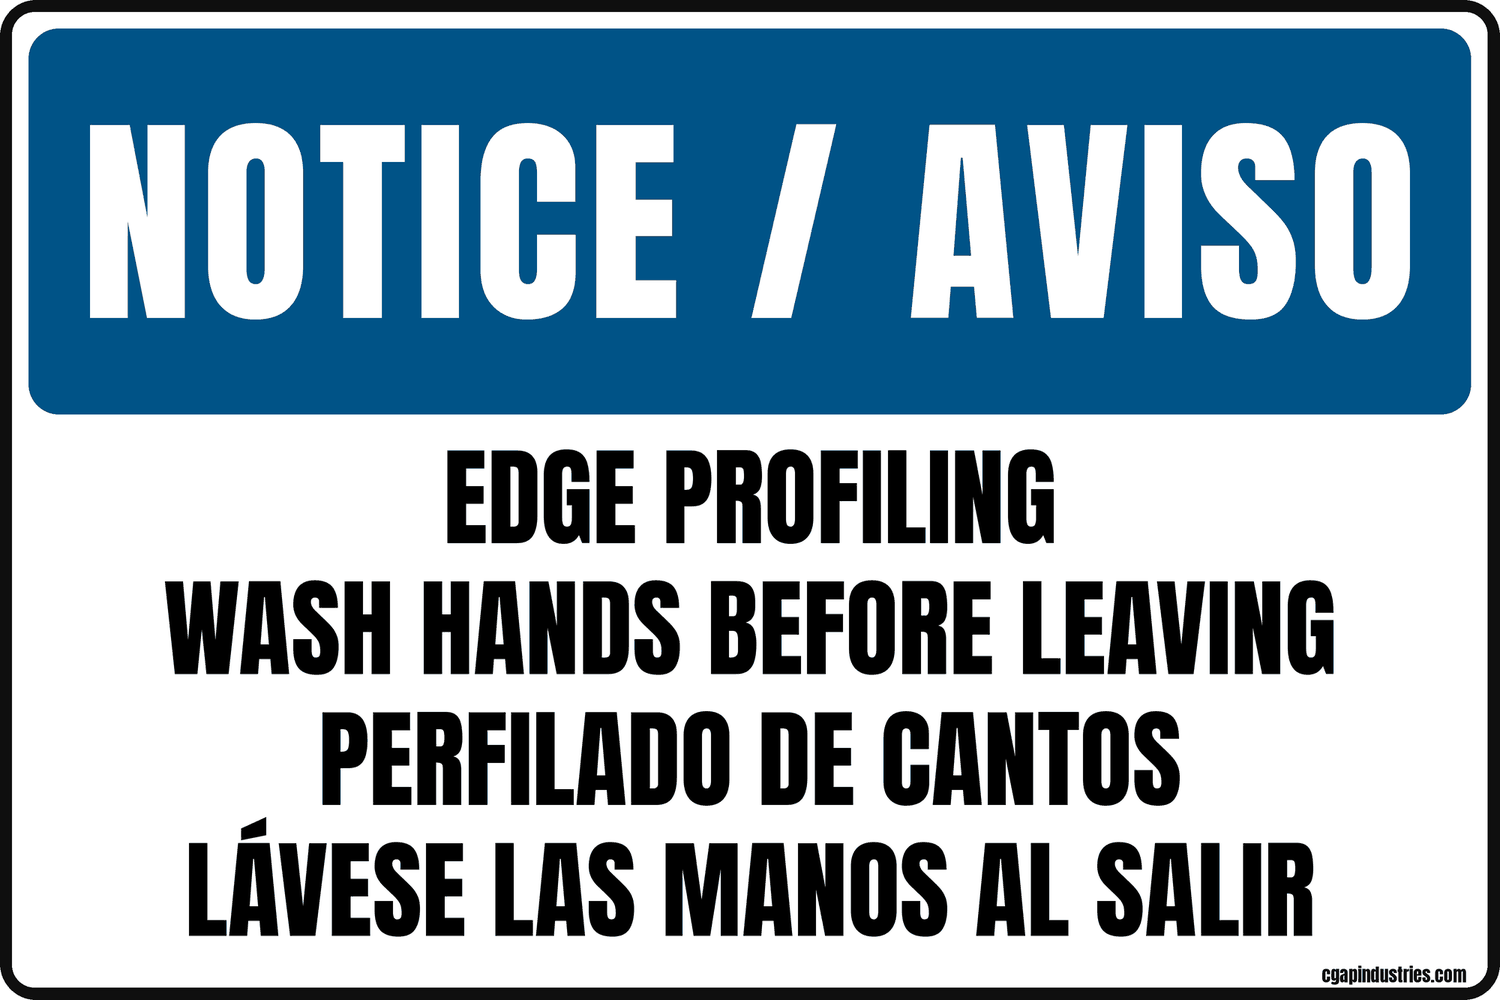 NOTICE / AVISO
EDGE PROFILING
WASH HANDS BEFORE LEAVING
PERFILADO DE CANTOS
LÁVESE LAS MANOS AL SALIR
cgapindustries.com